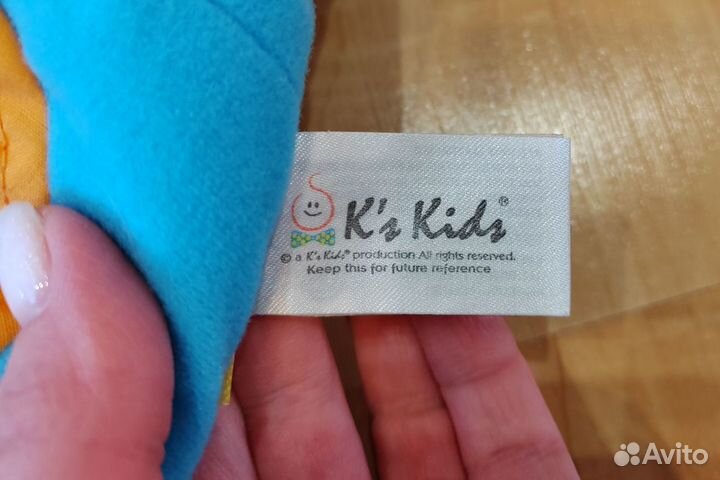 K's Kids®
© a K's Kids® production All rights reserved.
Keep this for future reference
Avito